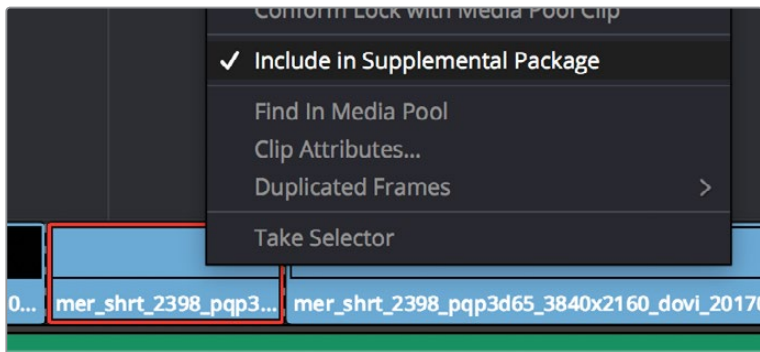 Conform Lock with Media Pool Clip
✓ Include in Supplemental Package
Find In Media Pool
Clip Attributes...
Duplicated Frames >
Take Selector
0... mer_shrt_2398_pqp3... mer_shrt_2398_pqp3d65_3840x2160_dovi_20170